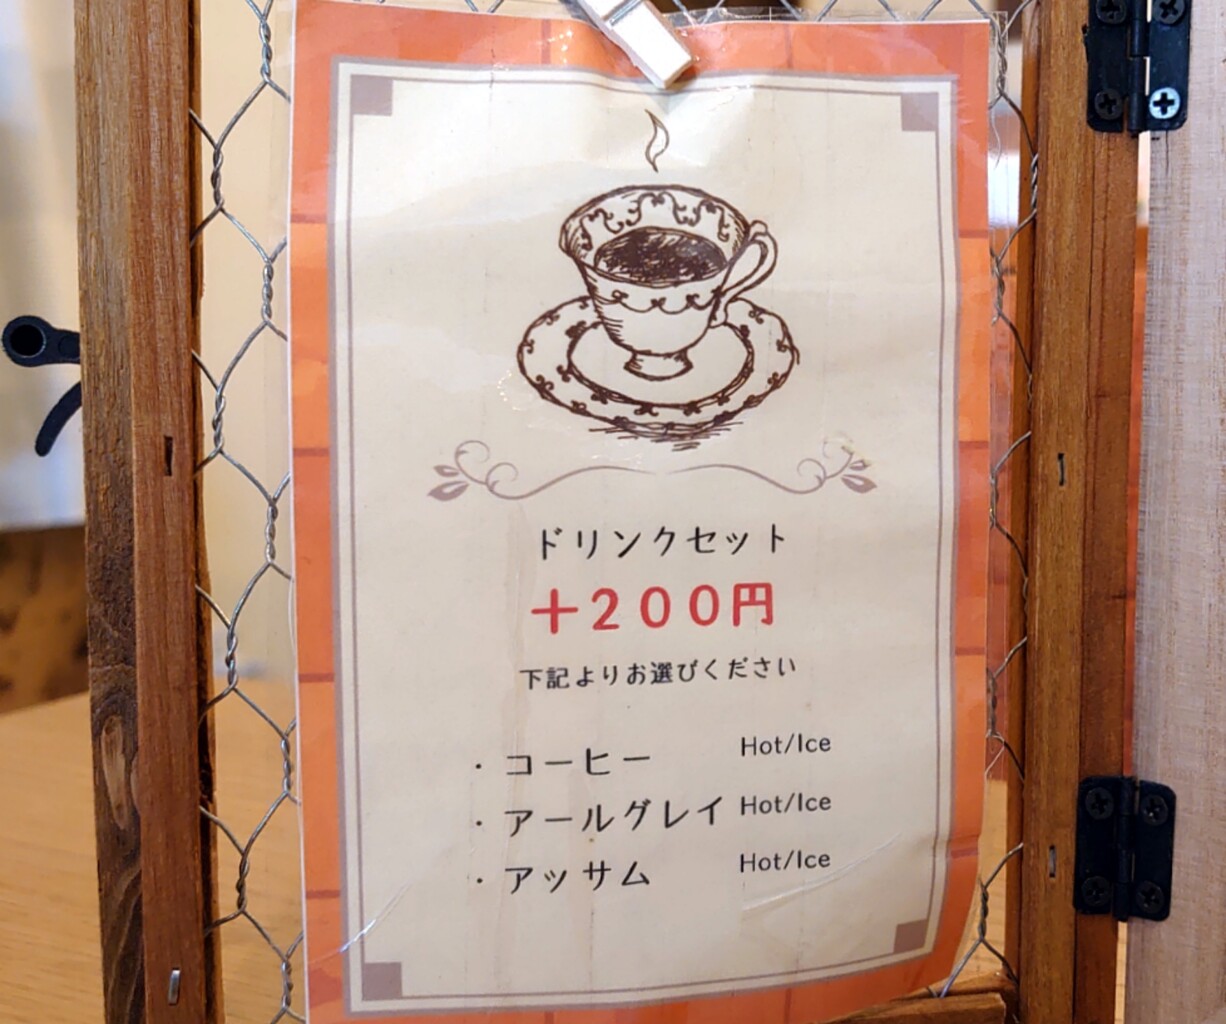 ドリンクセット
+200円
下記よりお選びください
・コーヒー Hot/Ice
・アールグレイ Hot/Ice
・アッサム Hot/Ice